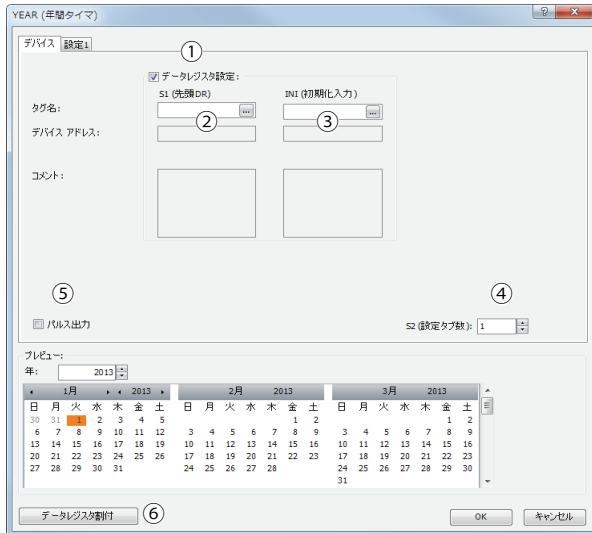 YEAR (年間タイマ)
デバイス 設定1
①
データレジスタ設定:
S1 (先頭DR) INI (初期化入力)
タグ名: ... ...
② ③
デバイス アドレス:
コメント:
⑤ ④
パルス出力 S2 (設定タブ数): 1
プレビュー:
年: 2013
1月 2013 2月 2013 3月 2013
日 月 火 水 木 金 土 日 月 火 水 木 金 土 日 月 火 水 木 金 土
30 31 1 2 3 4 5 1 2 1 2
6 7 8 9 10 11 12 3 4 5 6 7 8 9 3 4 5 6 7 8 9
13 14 15 16 17 18 19 10 11 12 13 14 15 16 10 11 12 13 14 15 16
20 21 22 23 24 25 26 17 18 19 20 21 22 23 17 18 19 20 21 22 23
27 28 29 30 31 24 25 26 27 28 24 25 26 27 28 29 30
31
データレジスタ割付 ⑥ OK キャンセル